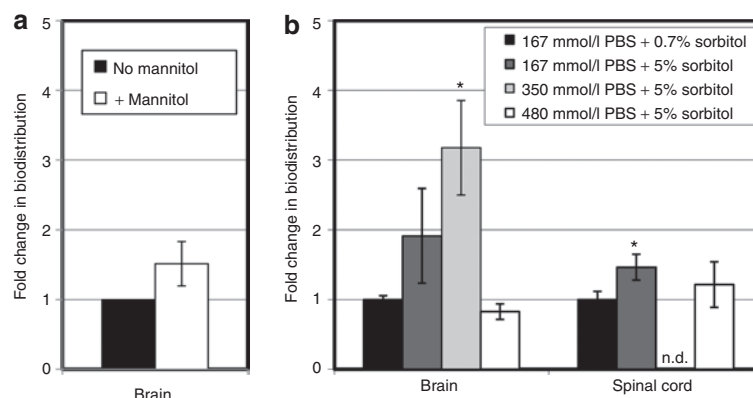 a
Fold change in biodistribution
5
4
3
2
1
0
No mannitol
+ Mannitol
Brain
b
Fold change in biodistribution
5
4
3
2
1
0
167 mmol/l PBS + 0.7% sorbitol
167 mmol/l PBS + 5% sorbitol
350 mmol/l PBS + 5% sorbitol
480 mmol/l PBS + 5% sorbitol
*
*
n.d.
Brain
Spinal cord